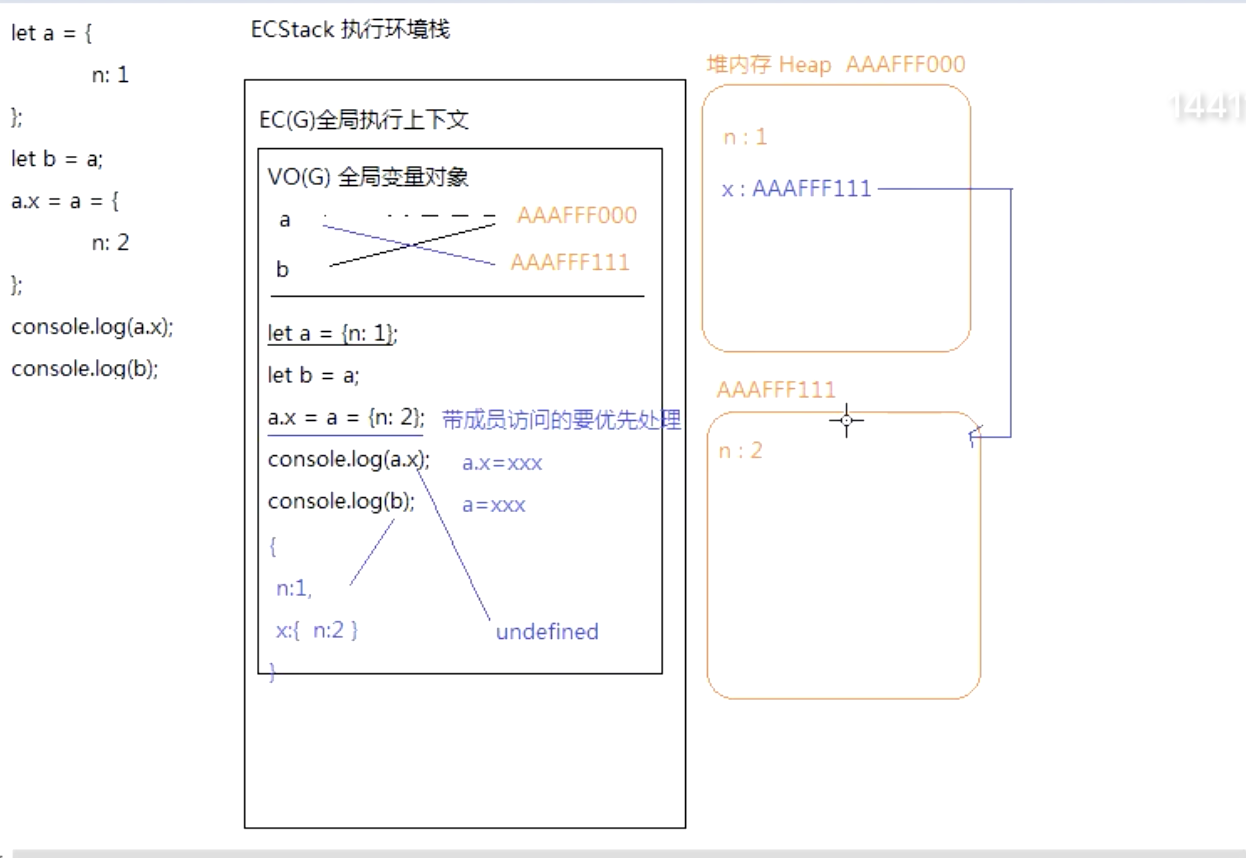 let a = {
n: 1
};
let b = a;
a.x = a = {
n: 2
};
console.log(a.x);
console.log(b);
ECStack 执行环境栈
EC(G)全局执行上下文
VO(G) 全局变量对象
a AAAFFF000
b AAAFFF111
let a = {n: 1};
let b = a;
a.x = a = {n: 2}; 带成员访问的要优先处理
console.log(a.x); a.x=xxx
console.log(b); a=xxx
{
n:1,
x:{ n:2 }
}
undefined
堆内存 Heap AAAFFF000
n : 1
x : AAAFFF111
AAAFFF111
n : 2
1441